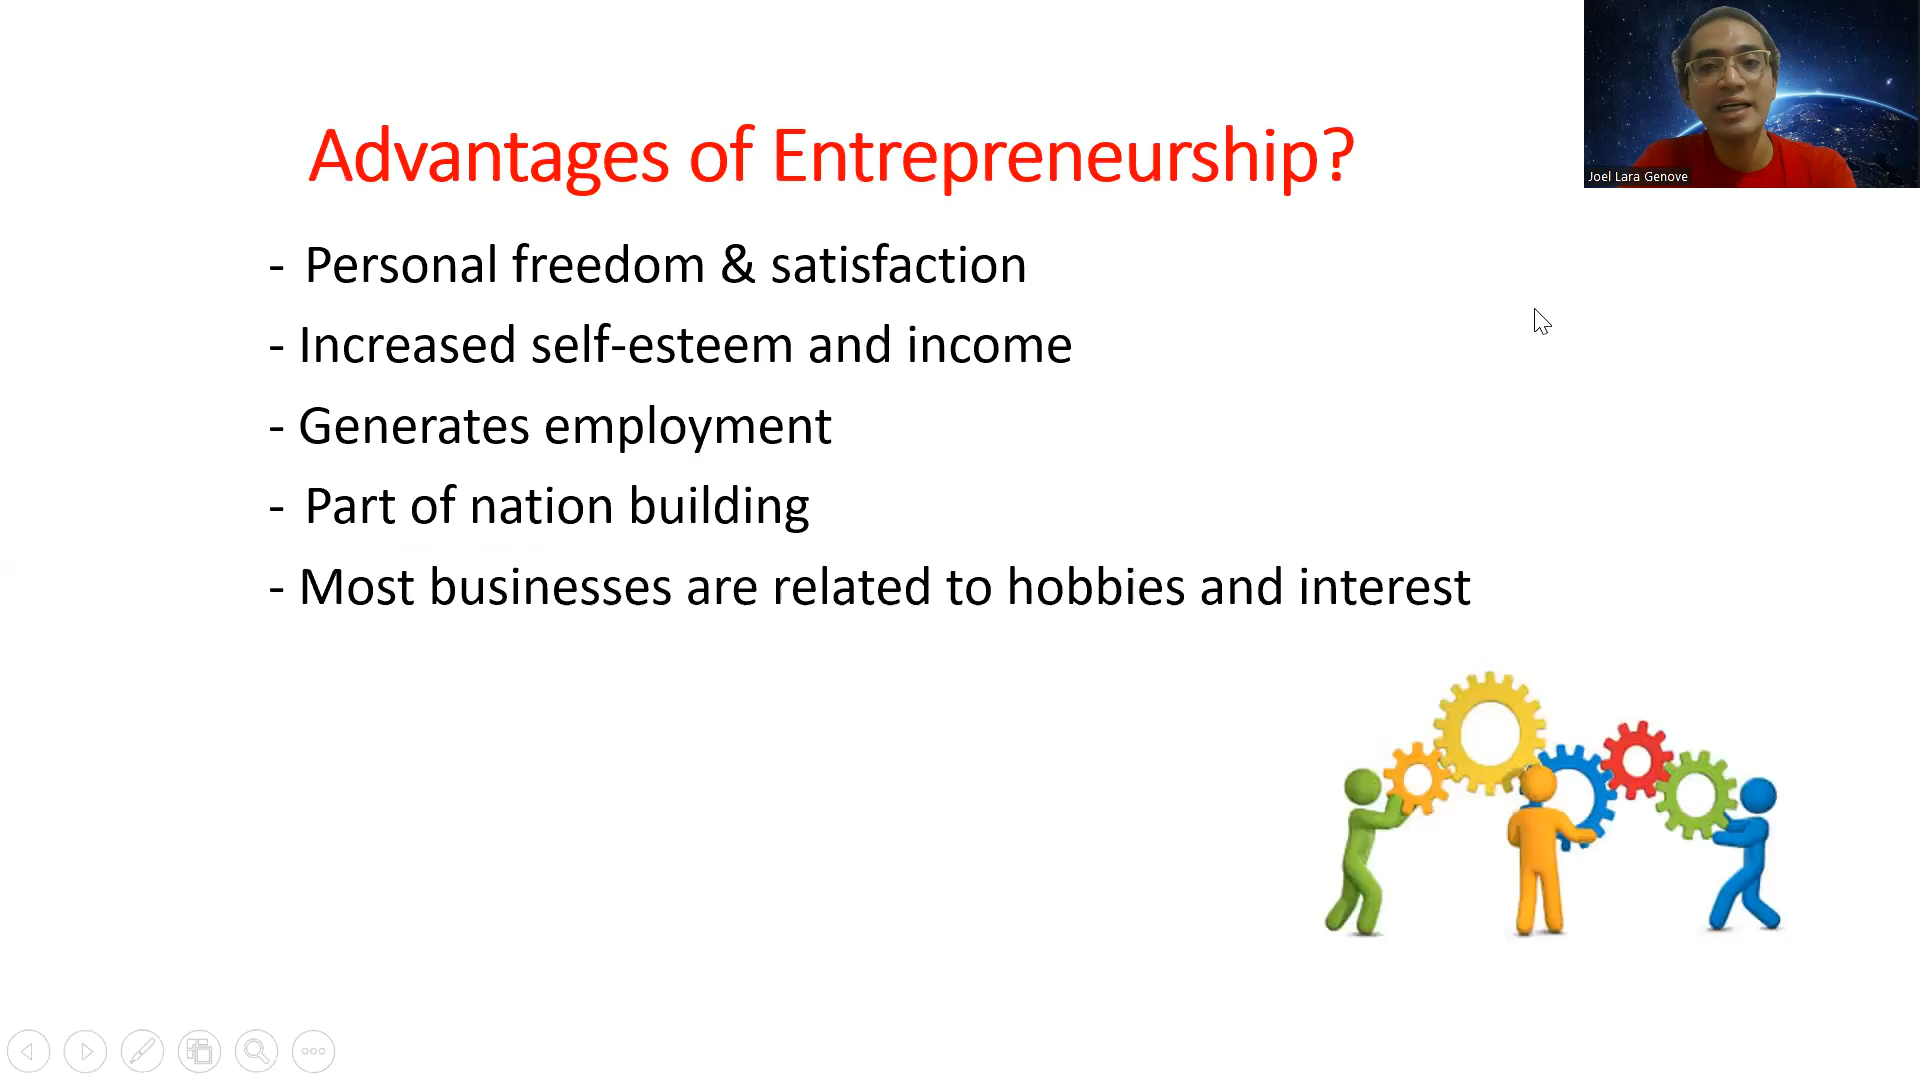 Advantages of Entrepreneurship?
- Personal freedom & satisfaction
- Increased self-esteem and income
- Generates employment
- Part of nation building
- Most businesses are related to hobbies and interest
Joel Lara Genove